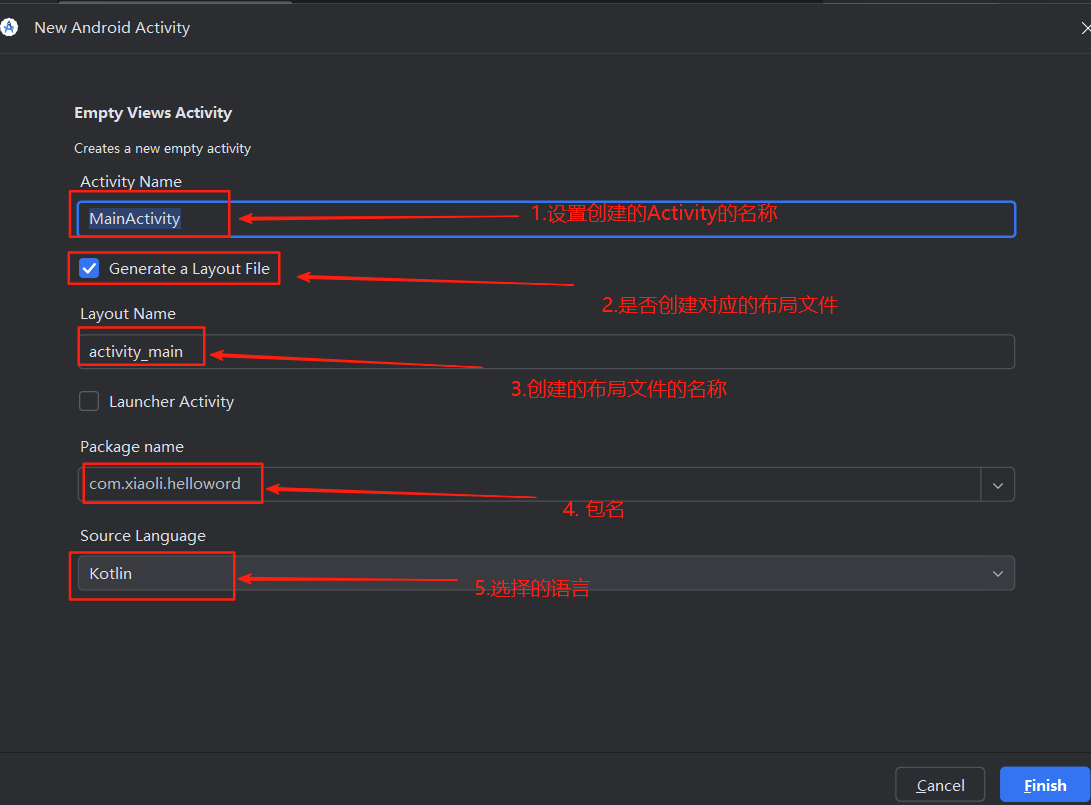 New Android Activity
Empty Views Activity
Creates a new empty activity
Activity Name
MainActivity
1.设置创建的Activity的名称
Generate a Layout File
2.是否创建对应的布局文件
Layout Name
activity_main
3.创建的布局文件的名称
Launcher Activity
Package name
com.xiaoli.helloword
4. 包名
Source Language
Kotlin
5.选择的语言
Cancel
Finish